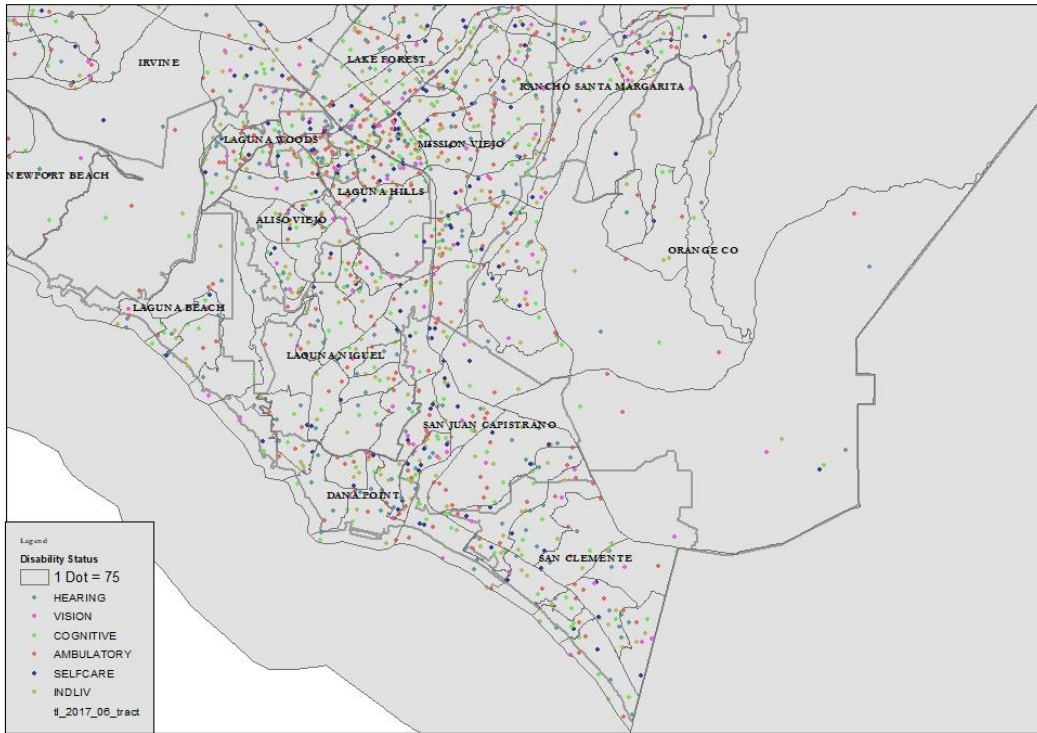 IRVINE
LAKE FOREST
RANCHO SANTA MARGARITA
LAGUNA WOODS
MISSION VIEJO
NEWPORT BEACH
LAGUNA HILLS
ALISO VIEJO
ORANGE CO
LAGUNA BEACH
LAGUNA NIGUEL
SAN JUAN CAPISTRANO
DANA POINT
SAN CLEMENTE
Legend
Disability Status
1 Dot = 75
HEARING
VISION
COGNITIVE
AMBULATORY
SELFCARE
INDLIV
tl_2017_06_tract